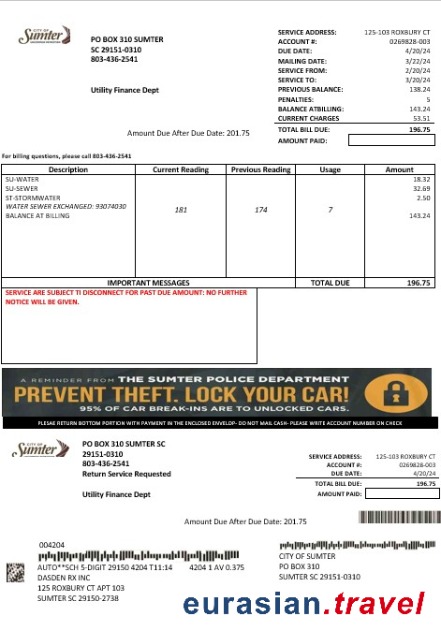 CITY OF
Sumter
PO BOX 310 SUMTER
SC 29151-0310
803-436-2541
Utility Finance Dept
SERVICE ADDRESS: 125-103 ROXBURY CT
ACCOUNT #: 0269828-003
DUE DATE: 4/20/24
MAILING DATE: 3/22/24
SERVICE FROM: 2/20/24
SERVICE TO: 3/20/24
PREVIOUS BALANCE: 138.24
PENALTIES: 5
BALANCE ATBILLING: 143.24
CURRENT CHARGES 53.51
TOTAL BILL DUE: 196.75
AMOUNT PAID:
Amount Due After Due Date: 201.75
For billing questions, please call 803-436-2541
Description Current Reading Previous Reading Usage Amount
SU-WATER 18.32
SU-SEWER 32.69
ST-STORMWATER 2.50
WATER SEWER EXCHANGED: 93074030 181 174 7
BALANCE AT BILLING 143.24
IMPORTANT MESSAGES TOTAL DUE 196.75
SERVICE ARE SUBJECT TI DISCONNECT FOR PAST DUE AMOUNT: NO FURTHER
NOTICE WILL BE GIVEN.
A REMINDER FROM THE SUMTER POLICE DEPARTMENT
PREVENT THEFT. LOCK YOUR CAR!
95% OF CAR BREAK-INS ARE TO UNLOCKED CARS.
PLESAE RETURN BOTTOM PORTION WITH PAYMENT IN THE ENCLOSED ENVELOP- DO NOT MAIL CASH- PLEASE WRITE ACCOUNT NUMBER ON CHECK
CITY OF
Sumter
PO BOX 310 SUMTER SC
29151-0310
803-436-2541
Return Service Requested
Utility Finance Dept
SERVICE ADDRESS: 125-103 ROXBURY CT
ACCOUNT #: 0269828-003
DUE DATE: 4/20/24
TOTAL BILL DUE: 196.75
AMOUNT PAID:
Amount Due After Due Date: 201.75
004204
AUTO**SCH 5-DIGIT 29150 4204 T11:14 4204 1 AV 0.375
DASDEN RX INC
125 ROXBURY CT APT 103
SUMTER SC 29150-2738
CITY OF SUMTER
PO BOX 310
SUMTER SC 29151-0310
eurasian.travel